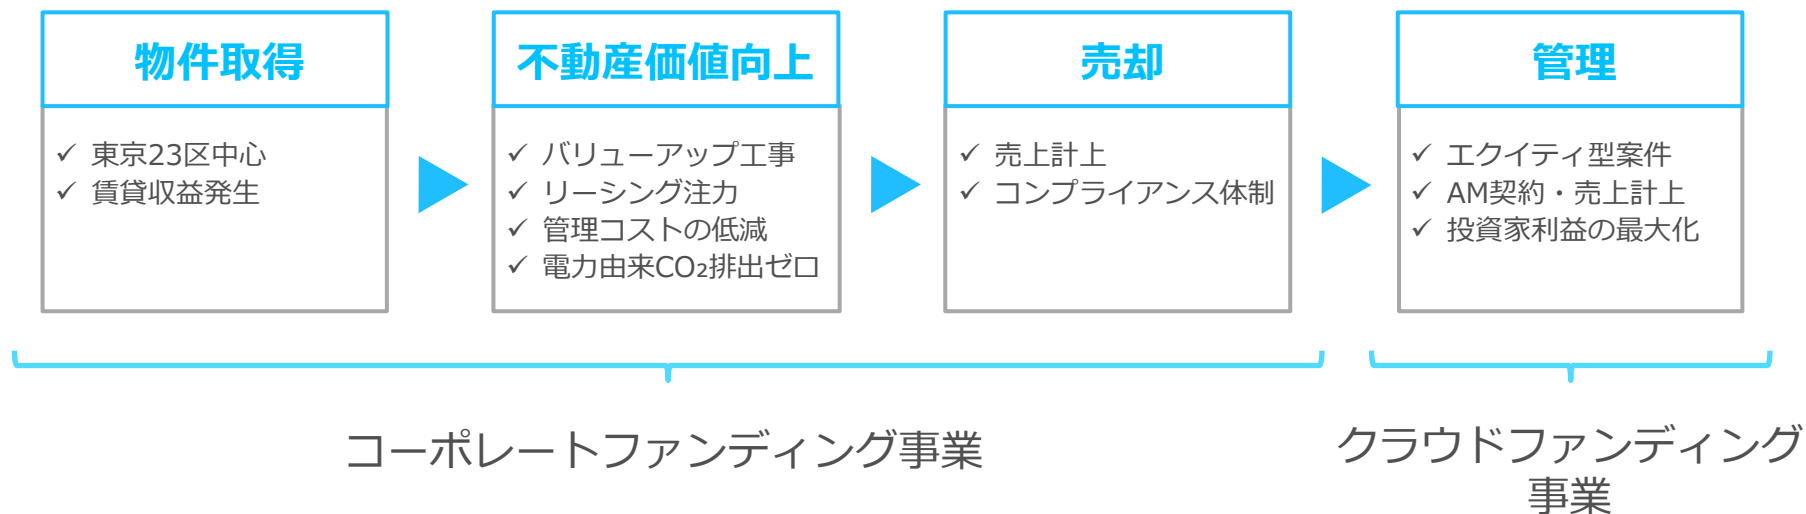 物件取得
✓ 東京23区中心
✓ 賃貸収益発生
不動産価値向上
✓ バリューアップ工事
✓ リーシング注力
✓ 管理コストの低減
✓ 電力由来CO₂排出ゼロ
売却
✓ 売上計上
✓ コンプライアンス体制
管理
✓ エクイティ型案件
✓ AM契約・売上計上
✓ 投資家利益の最大化
コーポレートファンディング事業
クラウドファンディング
事業